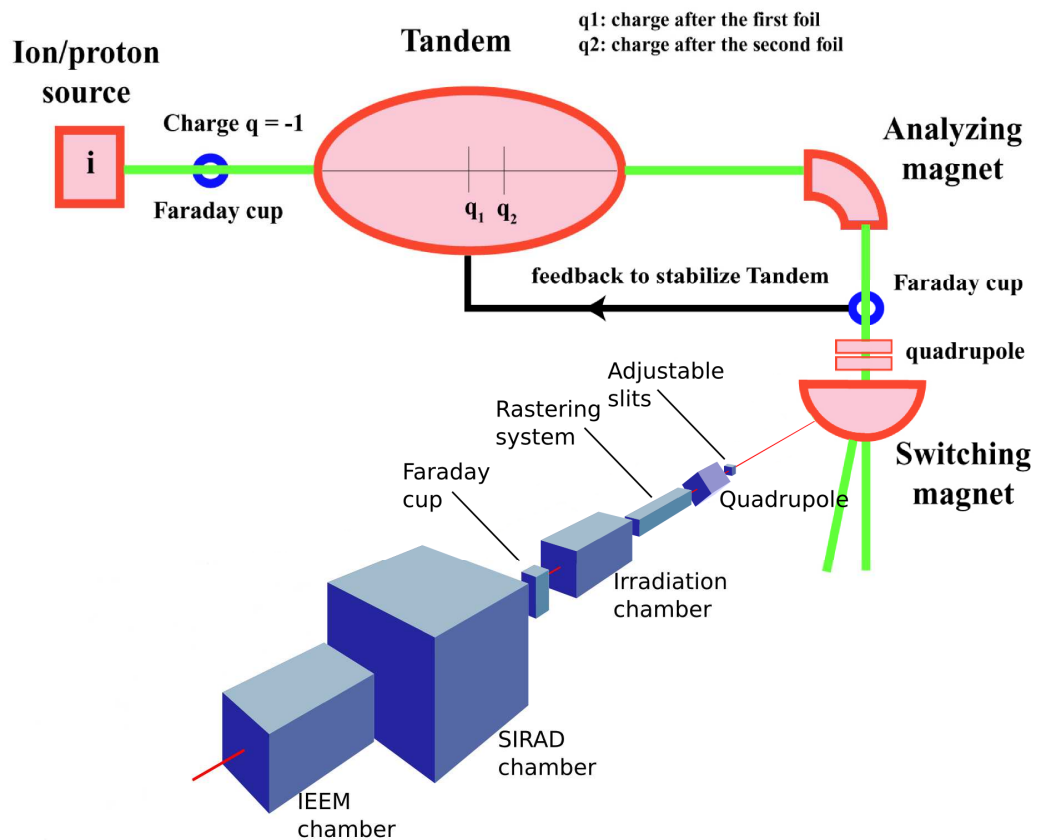 q1: charge after the first foil
q2: charge after the second foil
Ion/proton
source
Tandem
Charge q = -1
Analyzing
magnet
i
Faraday cup
q1 q2
feedback to stabilize Tandem
Faraday cup
quadrupole
Adjustable
slits
Rastering
system
Switching
magnet
Faraday
cup
Quadrupole
Irradiation
chamber
SIRAD
chamber
IEEM
chamber